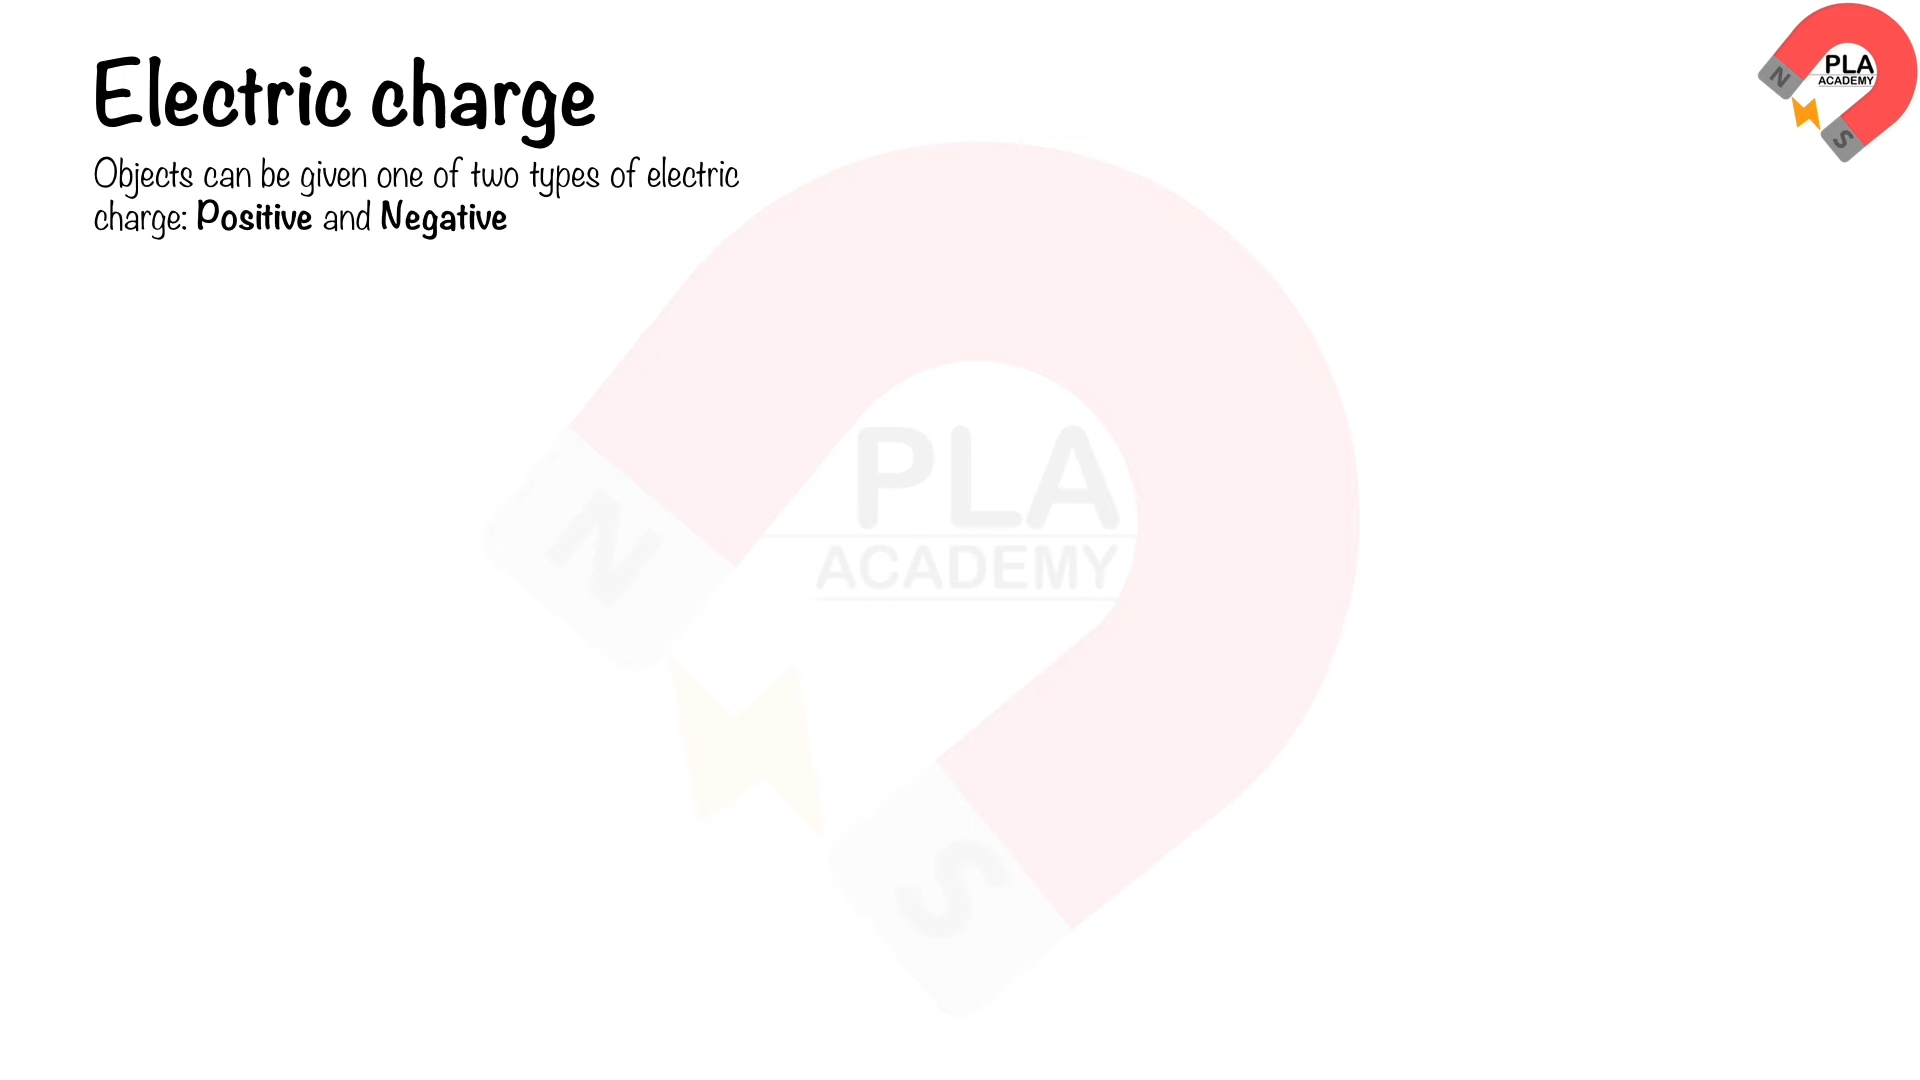 Electric charge
Objects can be given one of two types of electric
charge: Positive and Negative
PLA
ACADEMY
N
S
PLA
ACADEMY
N
S